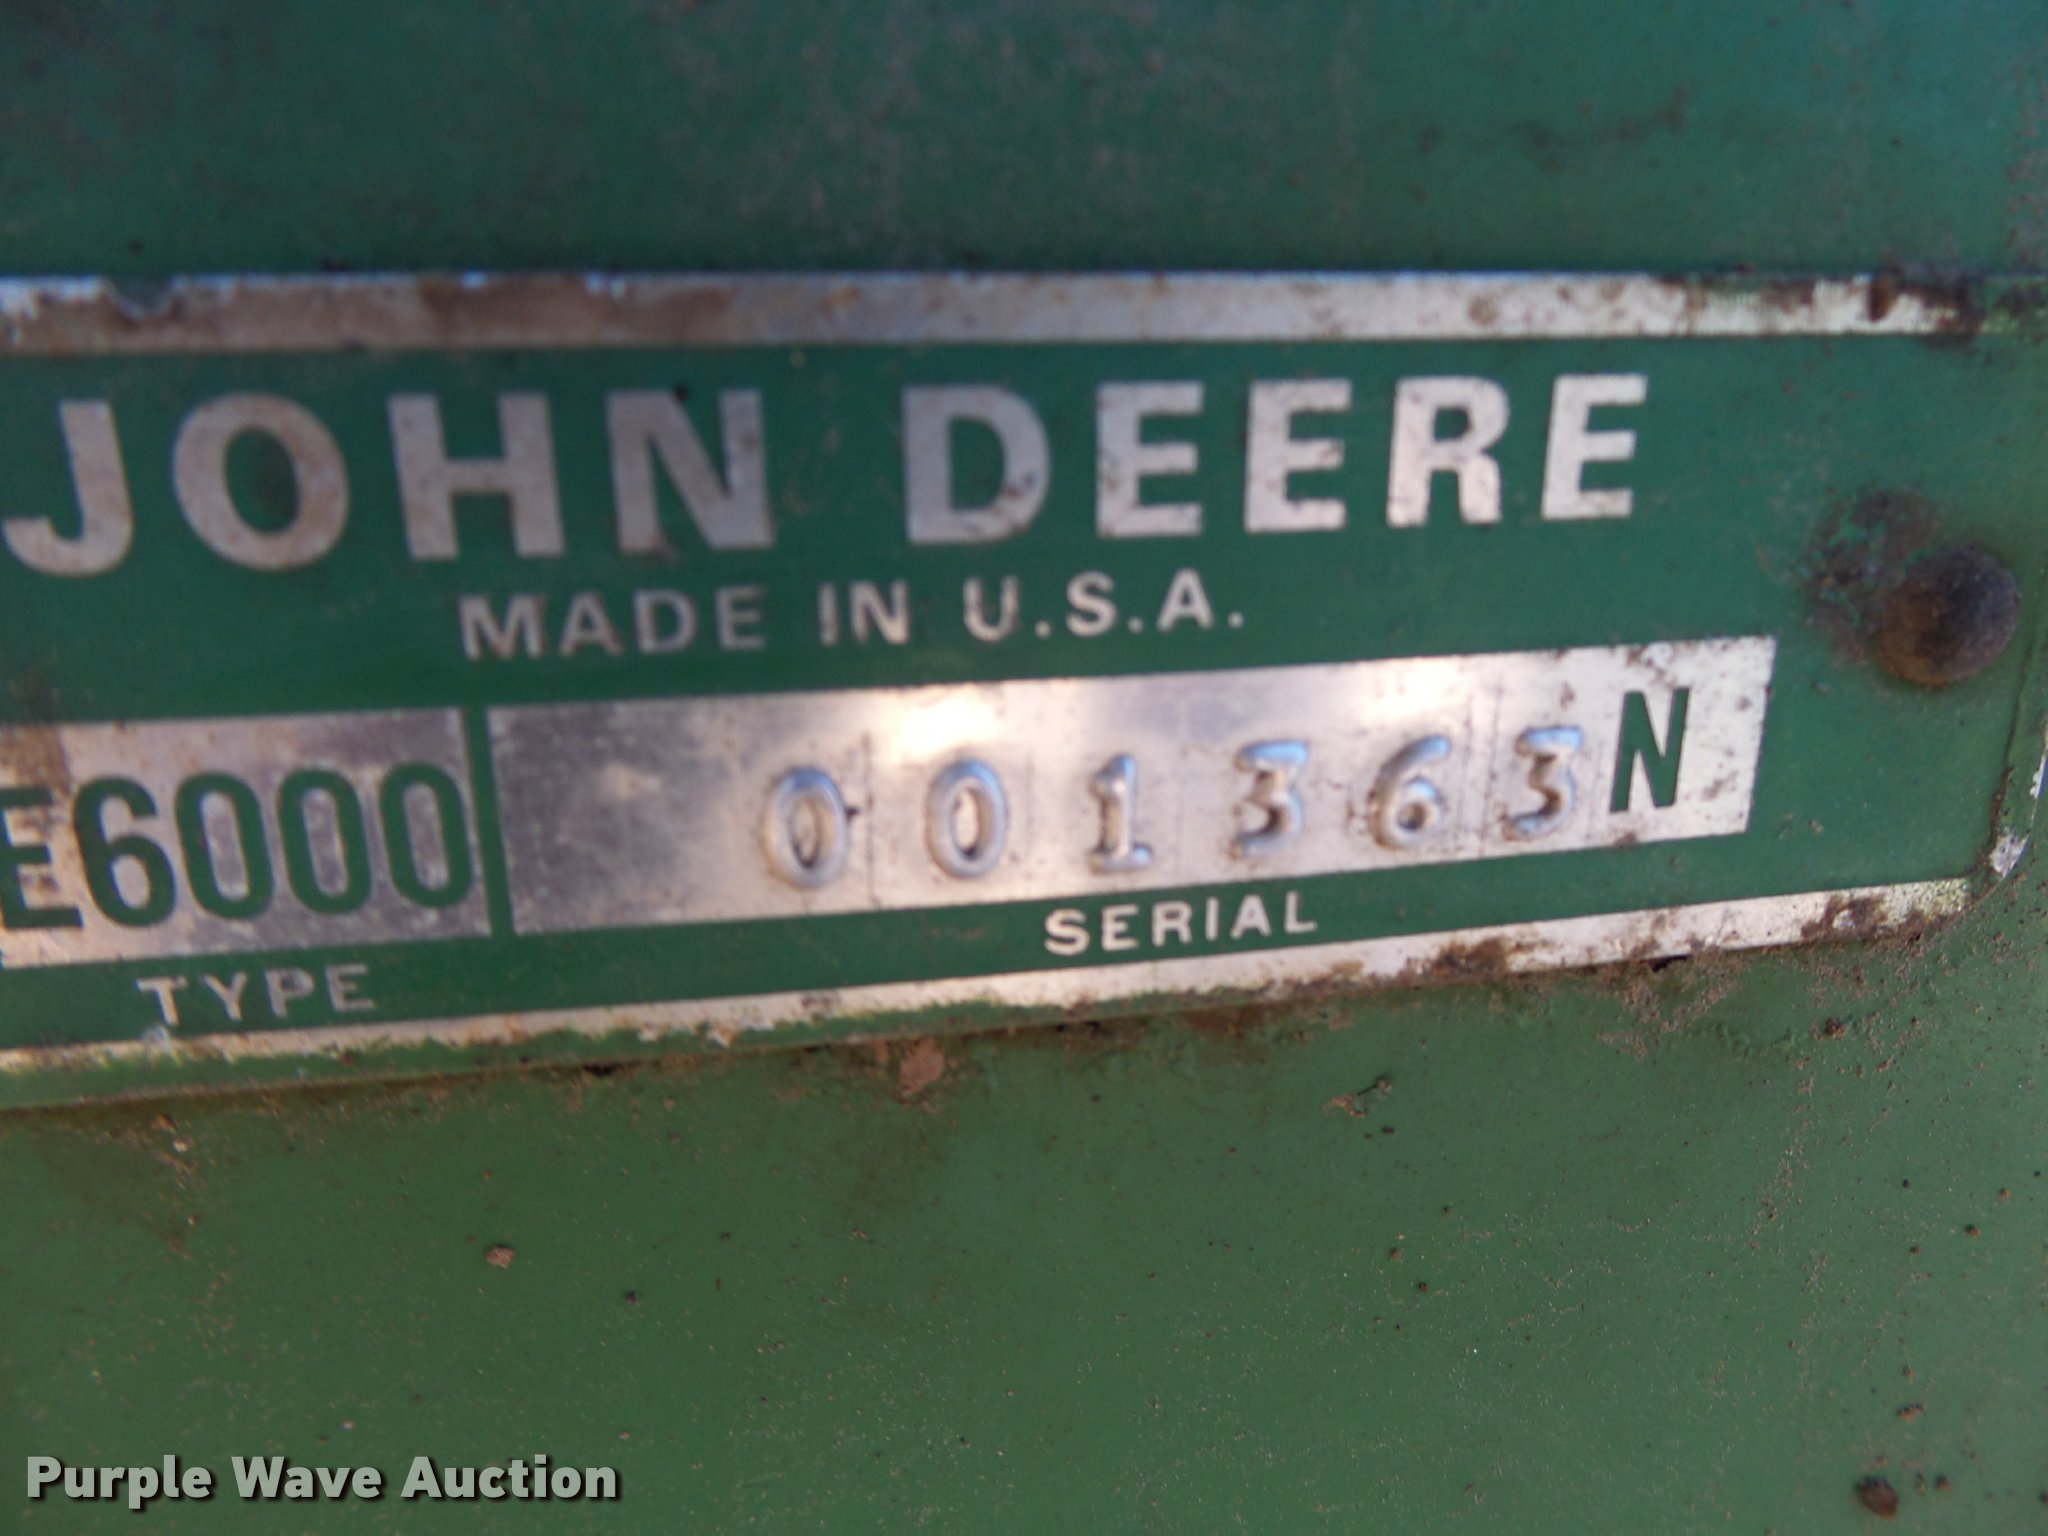 JOHN DEERE
MADE IN U.S.A.
E6000 001363N
TYPE SERIAL
Purple Wave Auction